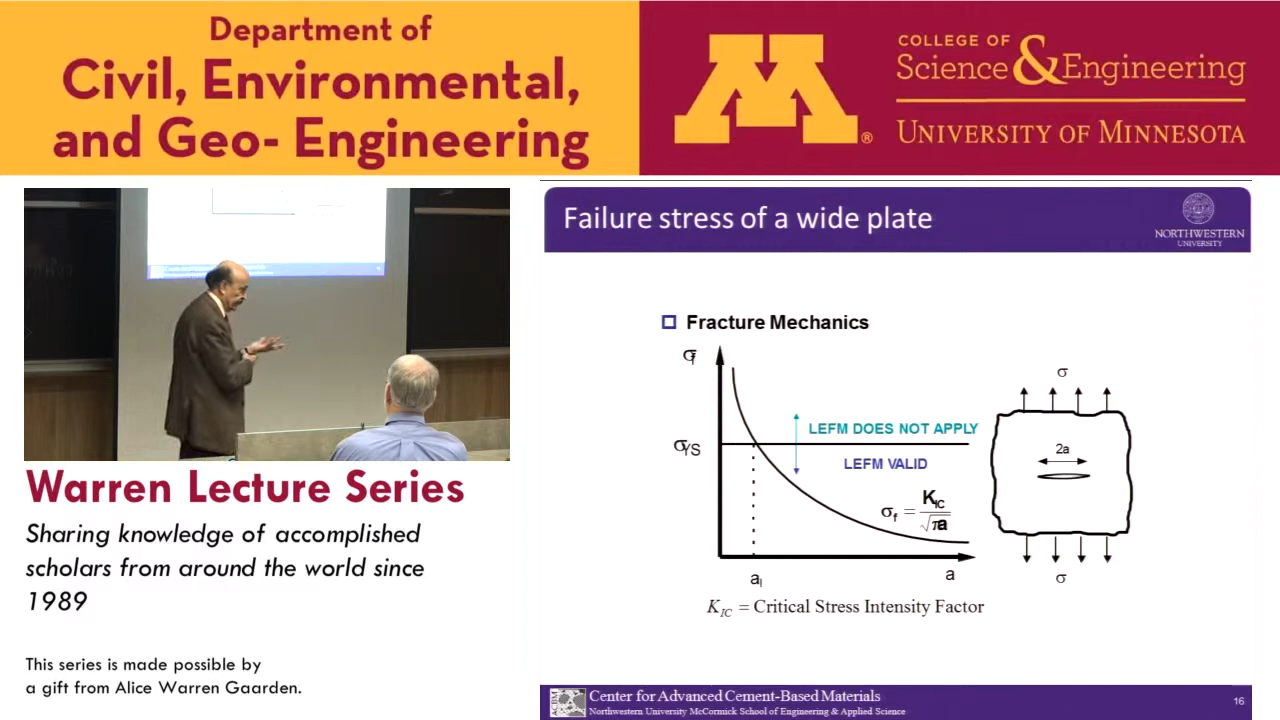 Department of
Civil, Environmental,
and Geo- Engineering
COLLEGE OF
Science & Engineering
UNIVERSITY OF MINNESOTA
Warren Lecture Series
Sharing knowledge of accomplished
scholars from around the world since
1989
This series is made possible by
a gift from Alice Warren Gaarden.
Failure stress of a wide plate
NORTHWESTERN
UNIVERSITY
Fracture Mechanics
σf
σYS
LEFM DOES NOT APPLY
LEFM VALID
σf = KIC / √πa
aI
a
σ
2a
σ
KIC = Critical Stress Intensity Factor
Center for Advanced Cement-Based Materials
Northwestern University McCormick School of Engineering & Applied Science
16